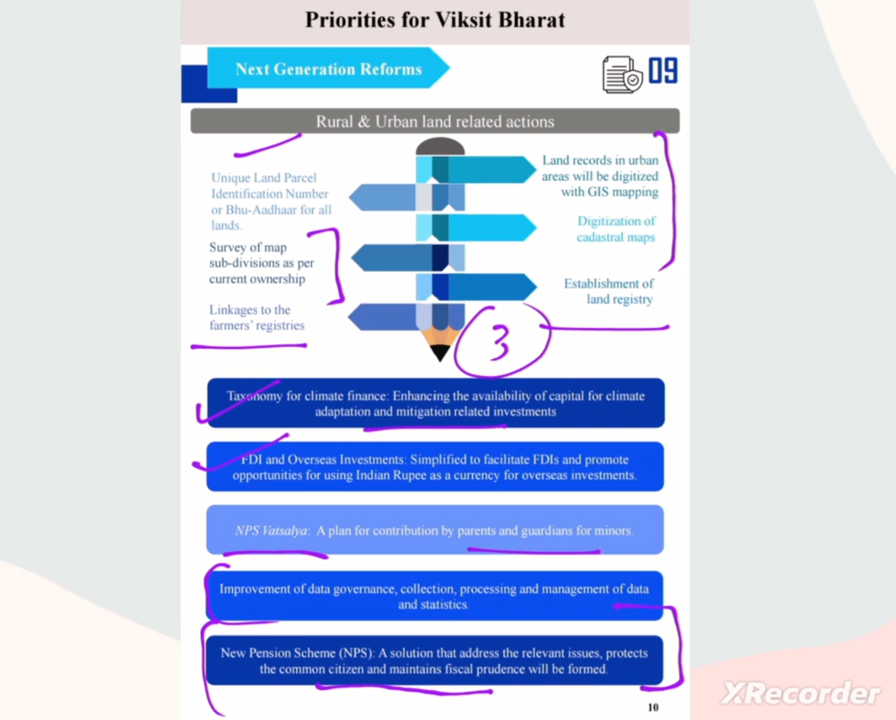 Priorities for Viksit Bharat
Next Generation Reforms
09
Rural & Urban land related actions
Unique Land Parcel
Identification Number
or Bhu-Aadhaar for all
lands.
Survey of map
sub-divisions as per
current ownership
Linkages to the
farmers' registries
Land records in urban
areas will be digitized
with GIS mapping
Digitization of
cadastral maps
Establishment of
land registry
3
Taxonomy for climate finance: Enhancing the availability of capital for climate
adaptation and mitigation related investments
FDI and Overseas Investments: Simplified to facilitate FDIs and promote
opportunities for using Indian Rupee as a currency for overseas investments.
NPS Vatsalya: A plan for contribution by parents and guardians for minors.
Improvement of data governance, collection, processing and management of data
and statistics.
New Pension Scheme (NPS): A solution that address the relevant issues, protects
the common citizen and maintains fiscal prudence will be formed.
10
XRecorder